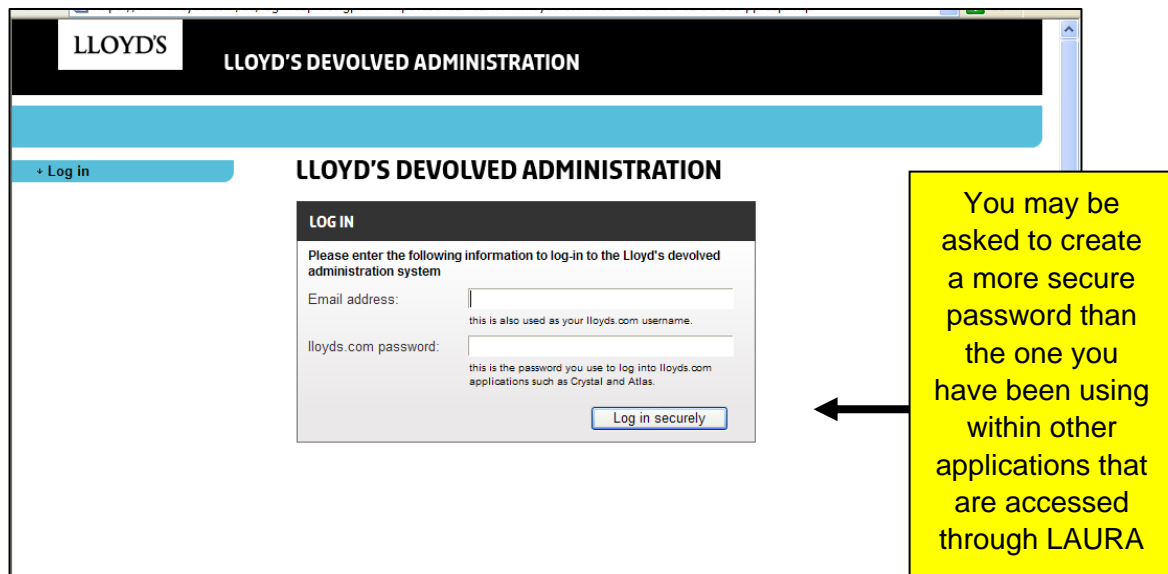 LLOYD'S
LLOYD'S DEVOLVED ADMINISTRATION
Log in
LLOYD'S DEVOLVED ADMINISTRATION
LOG IN
Please enter the following information to log-in to the Lloyd's devolved
administration system
Email address:
this is also used as your lloyds.com username.
lloyds.com password:
this is the password you use to log into lloyds.com
applications such as Crystal and Atlas.
Log in securely
You may be
asked to create
a more secure
password than
the one you
have been using
within other
applications that
are accessed
through LAURA